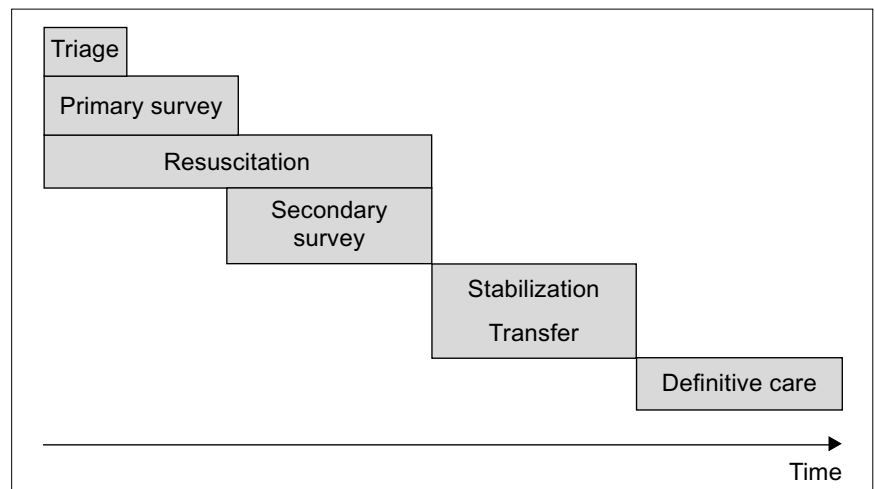 Triage
Primary survey
Resuscitation
Secondary
survey
Stabilization
Transfer
Definitive care
Time